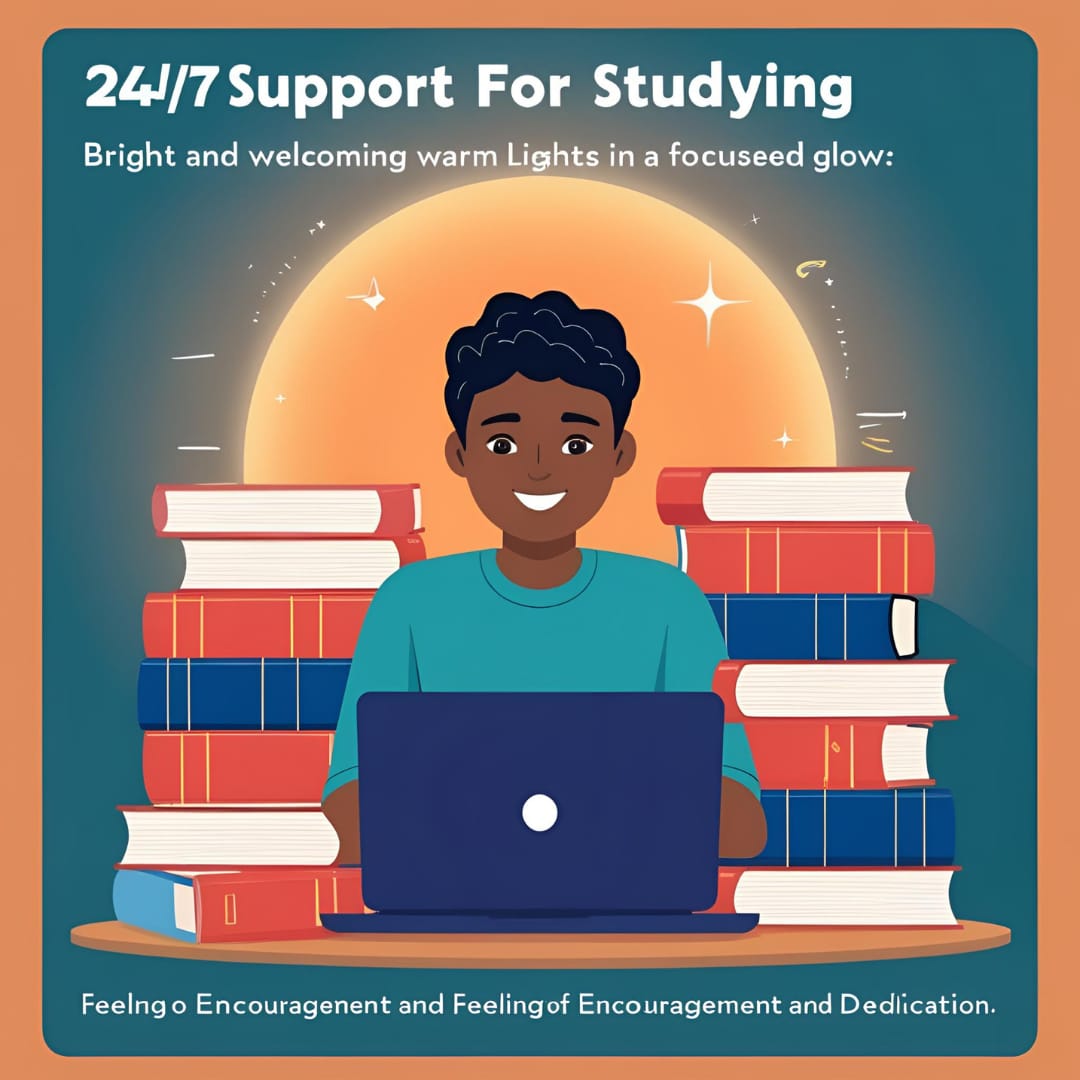 24//7 Support For Studying
Bright and welcoming warm Lights in a focuseed glow:
Feelng o Encouragenent and Feelingof Encouragement and Dedlication.